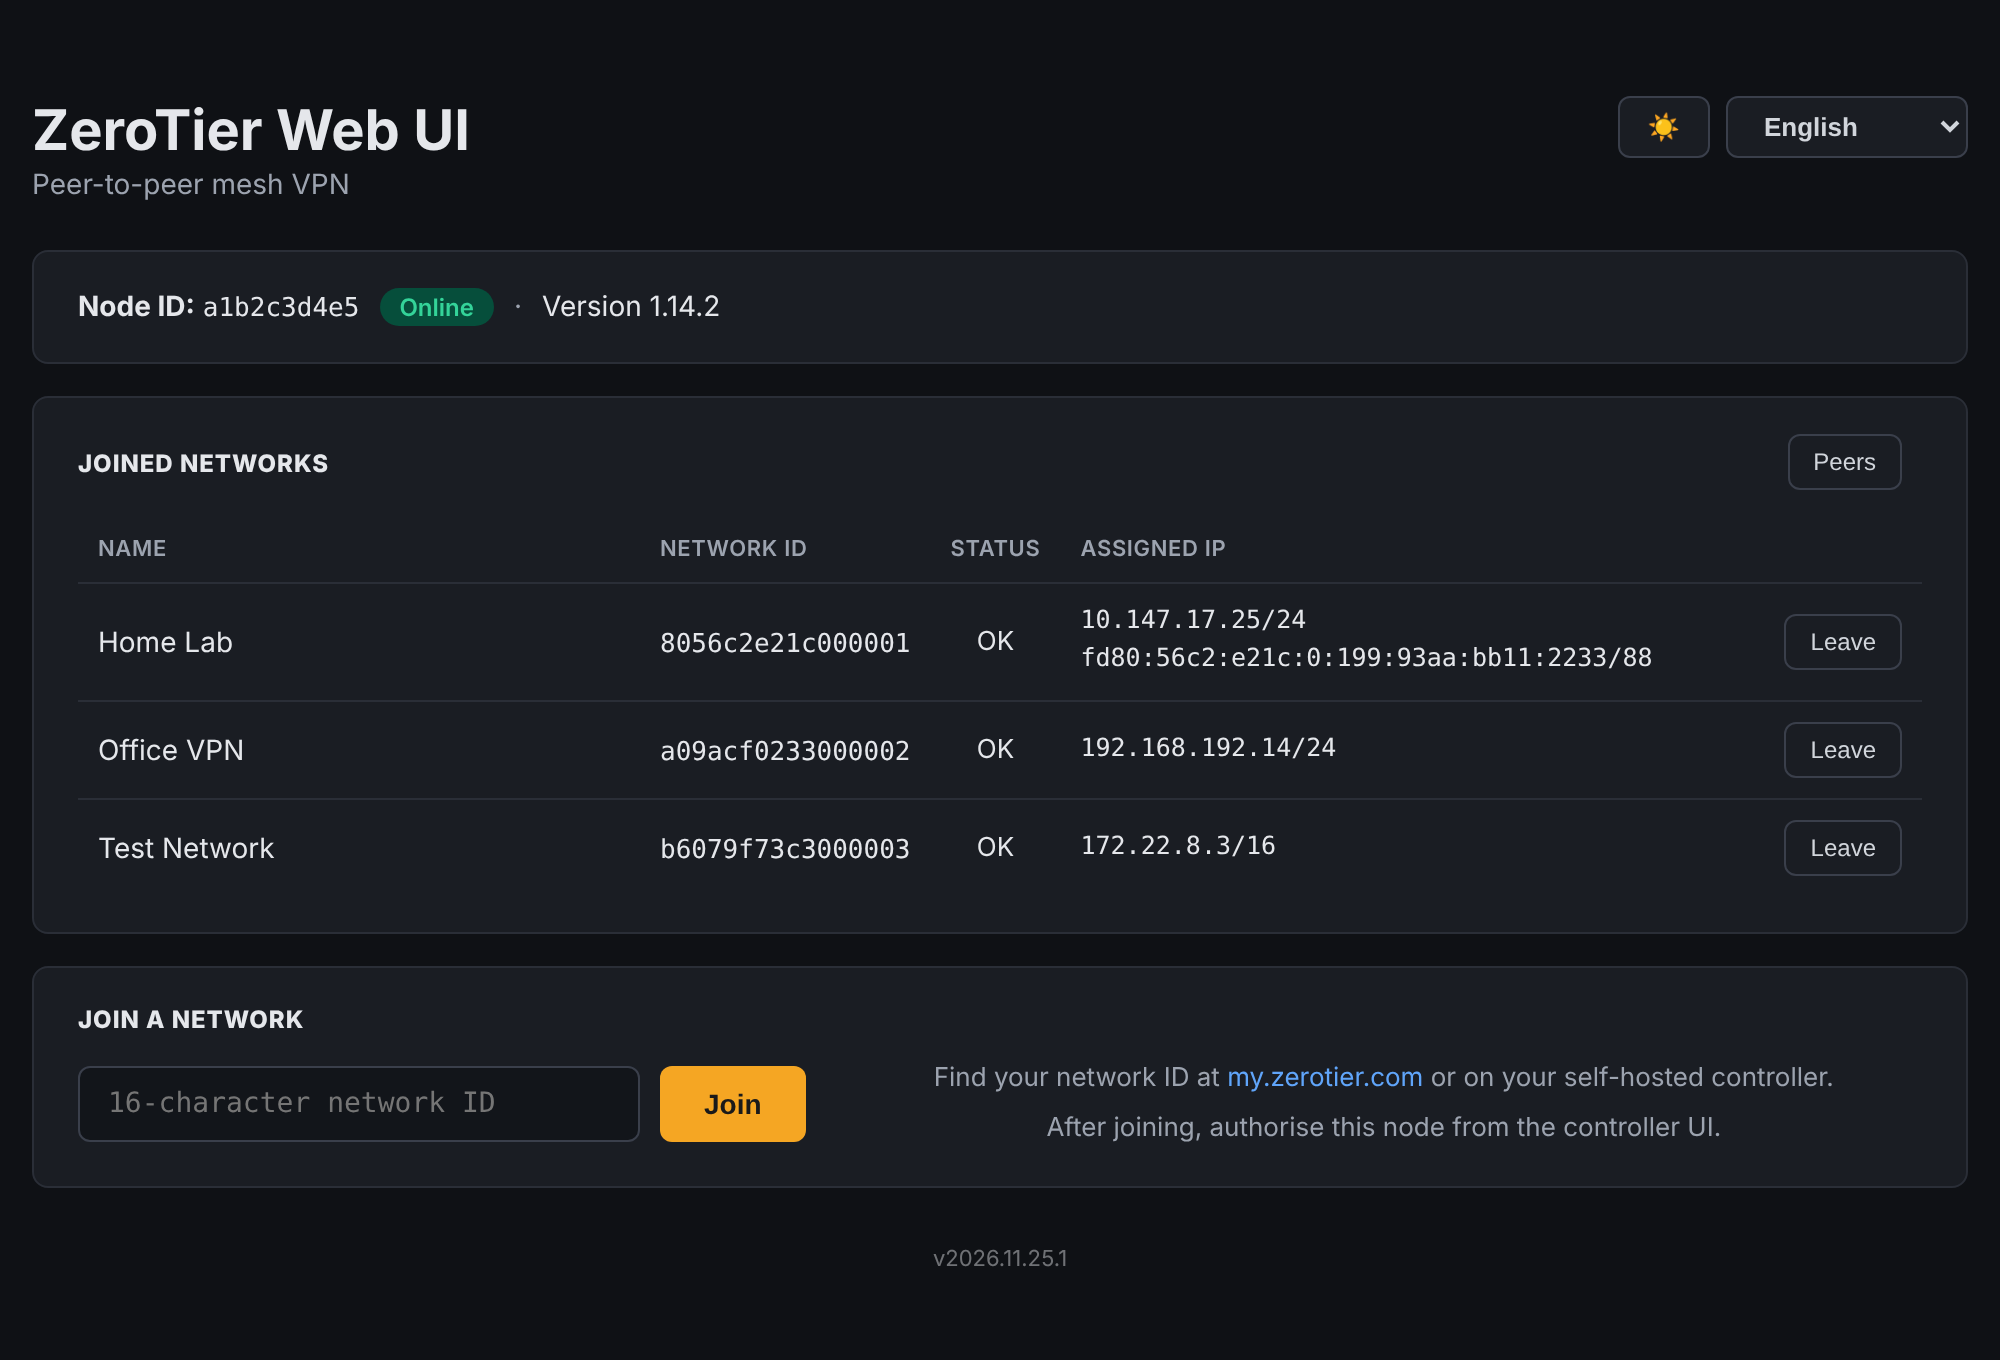 ZeroTier Web UI
Peer-to-peer mesh VPN
English
Node ID: a1b2c3d4e5 Online · Version 1.14.2
JOINED NETWORKS
Peers
NAME NETWORK ID STATUS ASSIGNED IP
Home Lab 8056c2e21c000001 OK 10.147.17.25/24
fd80:56c2:e21c:0:199:93aa:bb11:2233/88
Leave
Office VPN a09acf0233000002 OK 192.168.192.14/24 Leave
Test Network b6079f73c3000003 OK 172.22.8.3/16 Leave
JOIN A NETWORK
16-character network ID
Join
Find your network ID at my.zerotier.com or on your self-hosted controller.
After joining, authorise this node from the controller UI.
v2026.11.25.1